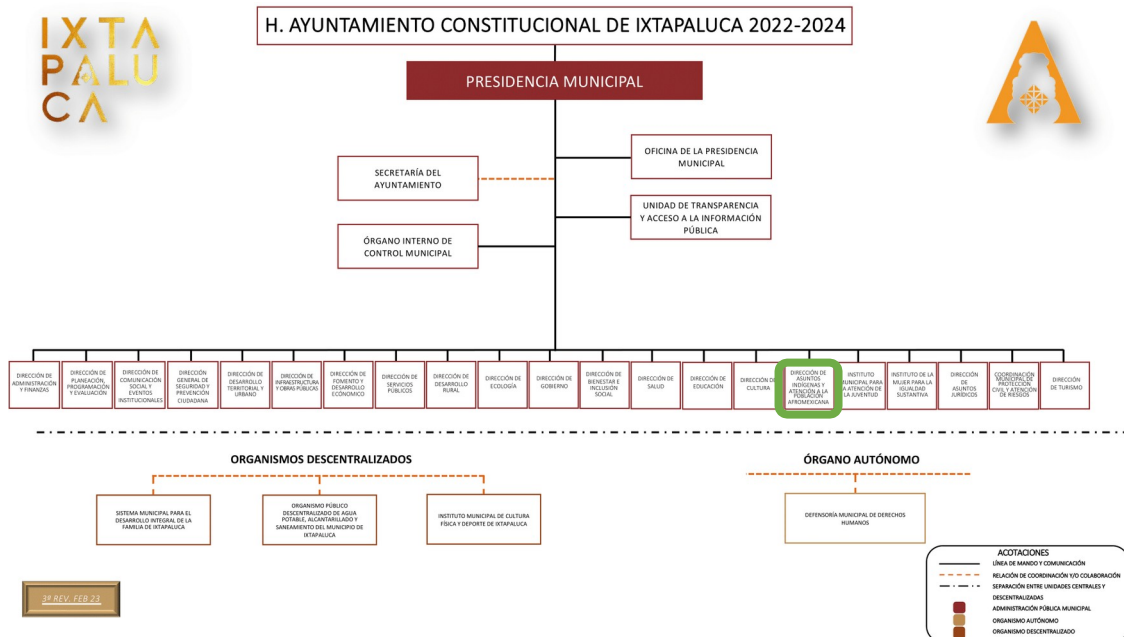 IXTA
PALU
CA
H. AYUNTAMIENTO CONSTITUCIONAL DE IXTAPALUCA 2022-2024
PRESIDENCIA MUNICIPAL
OFICINA DE LA PRESIDENCIA
MUNICIPAL
SECRETARÍA DEL
AYUNTAMIENTO
UNIDAD DE TRANSPARENCIA
Y ACCESO A LA INFORMACIÓN
PÚBLICA
ÓRGANO INTERNO DE
CONTROL MUNICIPAL
DIRECCIÓN DE
ADMINISTRACIÓN
Y FINANZAS
DIRECCIÓN DE
PLANEACIÓN,
PROGRAMACIÓN
Y EVALUACIÓN
DIRECCIÓN DE
COMUNICACIÓN
SOCIAL Y
EVENTOS
INSTITUCIONALES
DIRECCIÓN
GENERAL DE
SEGURIDAD Y
PREVENCIÓN
CIUDADANA
DIRECCIÓN DE
DESARROLLO
TERRITORIAL Y
URBANO
DIRECCIÓN DE
INFRAESTRUCTURA
Y OBRAS PÚBLICAS
DIRECCIÓN DE
FOMENTO Y
DESARROLLO
ECONÓMICO
DIRECCIÓN DE
SERVICIOS
PÚBLICOS
DIRECCIÓN DE
DESARROLLO
RURAL
DIRECCIÓN DE
ECOLOGÍA
DIRECCIÓN DE
GOBIERNO
DIRECCIÓN DE
BIENESTAR E
INCLUSIÓN
SOCIAL
DIRECCIÓN DE
SALUD
DIRECCIÓN DE
EDUCACIÓN
DIRECCIÓN DE
CULTURA
DIRECCIÓN DE
ASUNTOS
INDÍGENAS Y
ATENCIÓN A LA
POBLACIÓN
AFROMEXICANA
INSTITUTO
MUNICIPAL PARA
LA ATENCIÓN DE
LA JUVENTUD
INSTITUTO DE LA
MUJER PARA LA
IGUALDAD
SUSTANTIVA
DIRECCIÓN
DE
ASUNTOS
JURÍDICOS
COORDINACIÓN
MUNICIPAL DE
PROTECCIÓN
CIVIL Y ATENCIÓN
DE RIESGOS
DIRECCIÓN
DE TURISMO
ORGANISMOS DESCENTRALIZADOS
ÓRGANO AUTÓNOMO
SISTEMA MUNICIPAL PARA EL
DESARROLLO INTEGRAL DE LA
FAMILIA DE IXTAPALUCA
ORGANISMO PÚBLICO
DESCENTRALIZADO DE AGUA
POTABLE, ALCANTARILLADO Y
SANEAMIENTO DEL MUNICIPIO DE
IXTAPALUCA
INSTITUTO MUNICIPAL DE CULTURA
FÍSICA Y DEPORTE DE IXTAPALUCA
DEFENSORÍA MUNICIPAL DE DERECHOS
HUMANOS
3ª REV. FEB 23
ACOTACIONES
LÍNEA DE MANDO Y COMUNICACIÓN
RELACIÓN DE COORDINACIÓN Y/O COLABORACIÓN
SEPARACIÓN ENTRE UNIDADES CENTRALES Y
DESCENTRALIZADAS
ADMINISTRACIÓN PÚBLICA MUNICIPAL
ORGANISMO AUTÓNOMO
ORGANISMO DESCENTRALIZADO